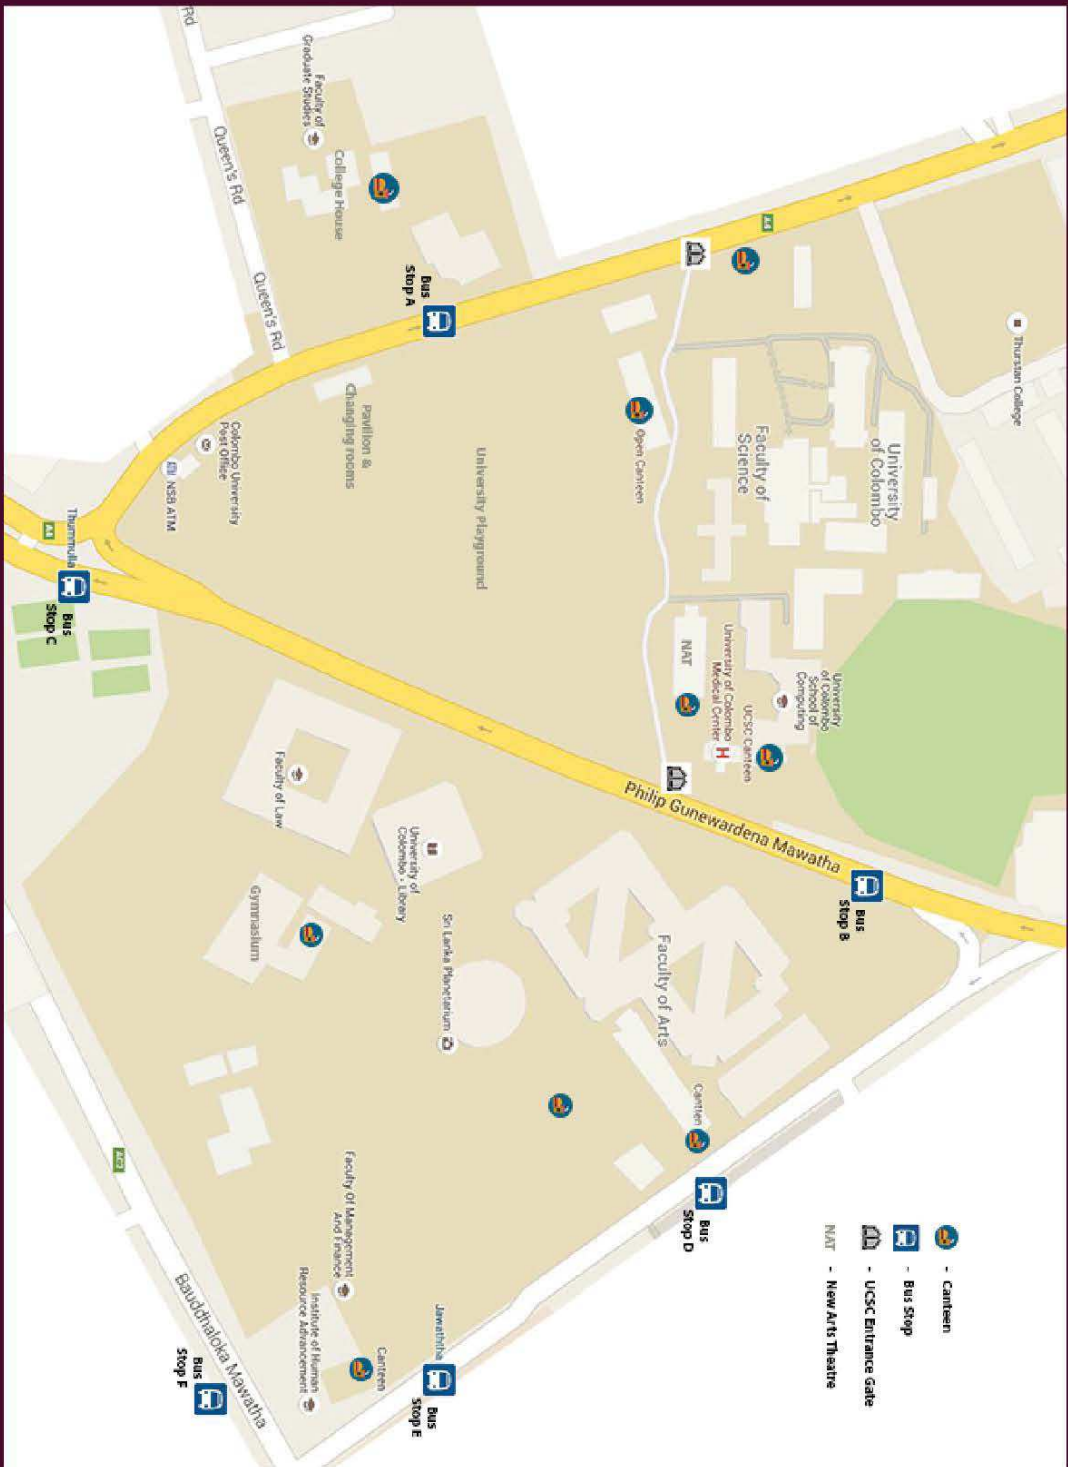 Rd
Queen's Rd
Queen's Rd
Faculty of
Graduate Studies
College House
Bus
Stop A
A4
Thurstan College
University
of Colombo
Faculty of
Science
Open Canteen
Pavilion &
Changing rooms
University Playground
Colombo University
Post Office
NSB ATM
Thummulla
A4
Bus
Stop C
NAT
University of Colombo
Medical Center
H
UCSC Canteen
University
of Colombo
School of
Computing
Philip Gunewardena Mawatha
Bus
Stop B
Faculty of Law
University of
Colombo - Library
Gymnasium
Sri Lanka Planetarium
Faculty of Arts
Canteen
Bus
Stop D
Faculty Of Management
And Finance
Institute of Human
Resource Advancement
Canteen
Jawaththa
Bus
Stop E
Bauddhaloka Mawatha
Bus
Stop F
- Canteen
- Bus Stop
- UCSC Entrance Gate
NAT - New Arts Theatre